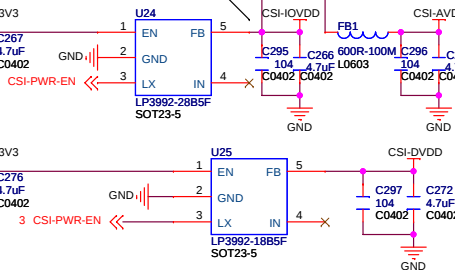 U24
CSI-IOVDD
CSI-AVD
3V3
1
EN
FB
5
FB1
C267
4.7uF
C0402
GND
2
GND
C295
104
C0402
C266
4.7uF
C0402
600R-100M
L0603
C296
104
C0402
CSI-PWR-EN
3
LX
IN
4
LP3992-28B5F
SOT23-5
GND
GND
3V3
U25
CSI-DVDD
1
EN
FB
5
C276
4.7uF
C0402
GND
2
GND
C297
104
C0402
C272
4.7uF
C0402
3 CSI-PWR-EN
3
LX
IN
4
LP3992-18B5F
SOT23-5
GND